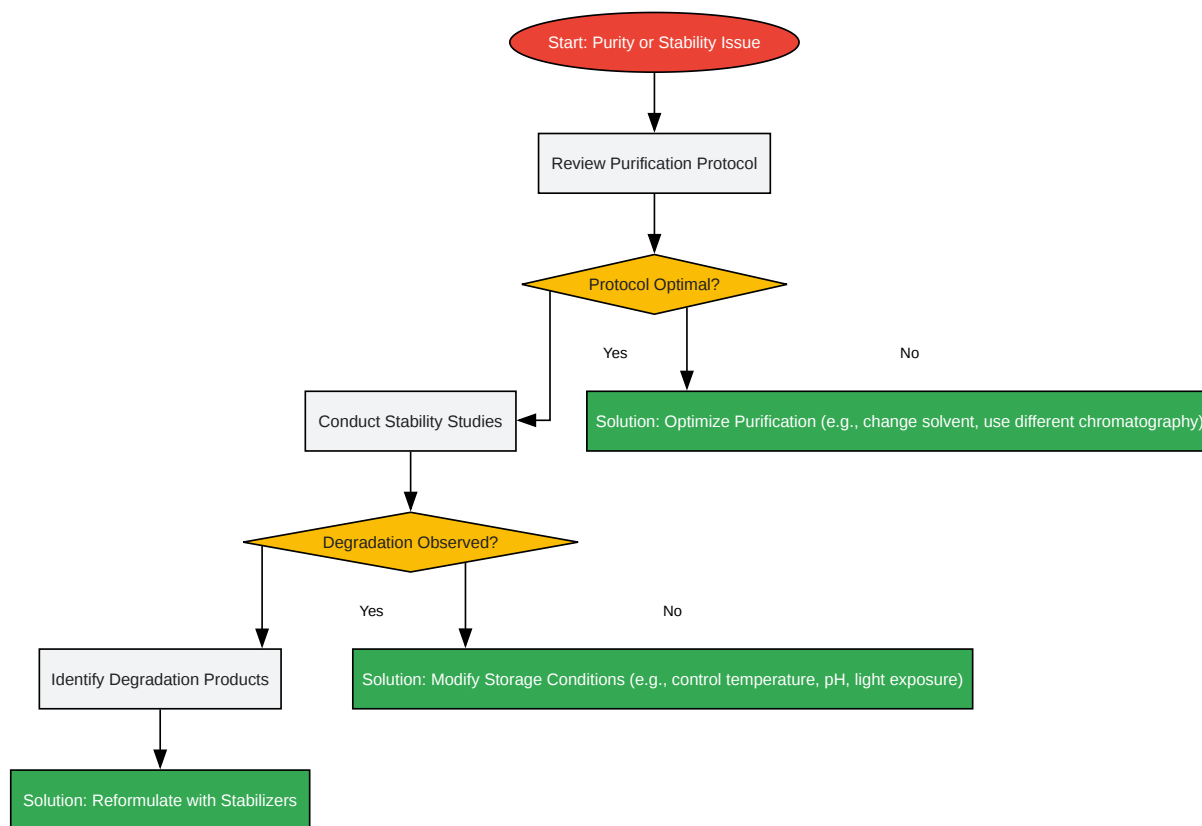 Start: Purity or Stability Issue
Review Purification Protocol
Protocol Optimal?
Yes
No
Conduct Stability Studies
Solution: Optimize Purification (e.g., change solvent, use different chromatography)
Degradation Observed?
Yes
No
Identify Degradation Products
Solution: Modify Storage Conditions (e.g., control temperature, pH, light exposure)
Solution: Reformulate with Stabilizers